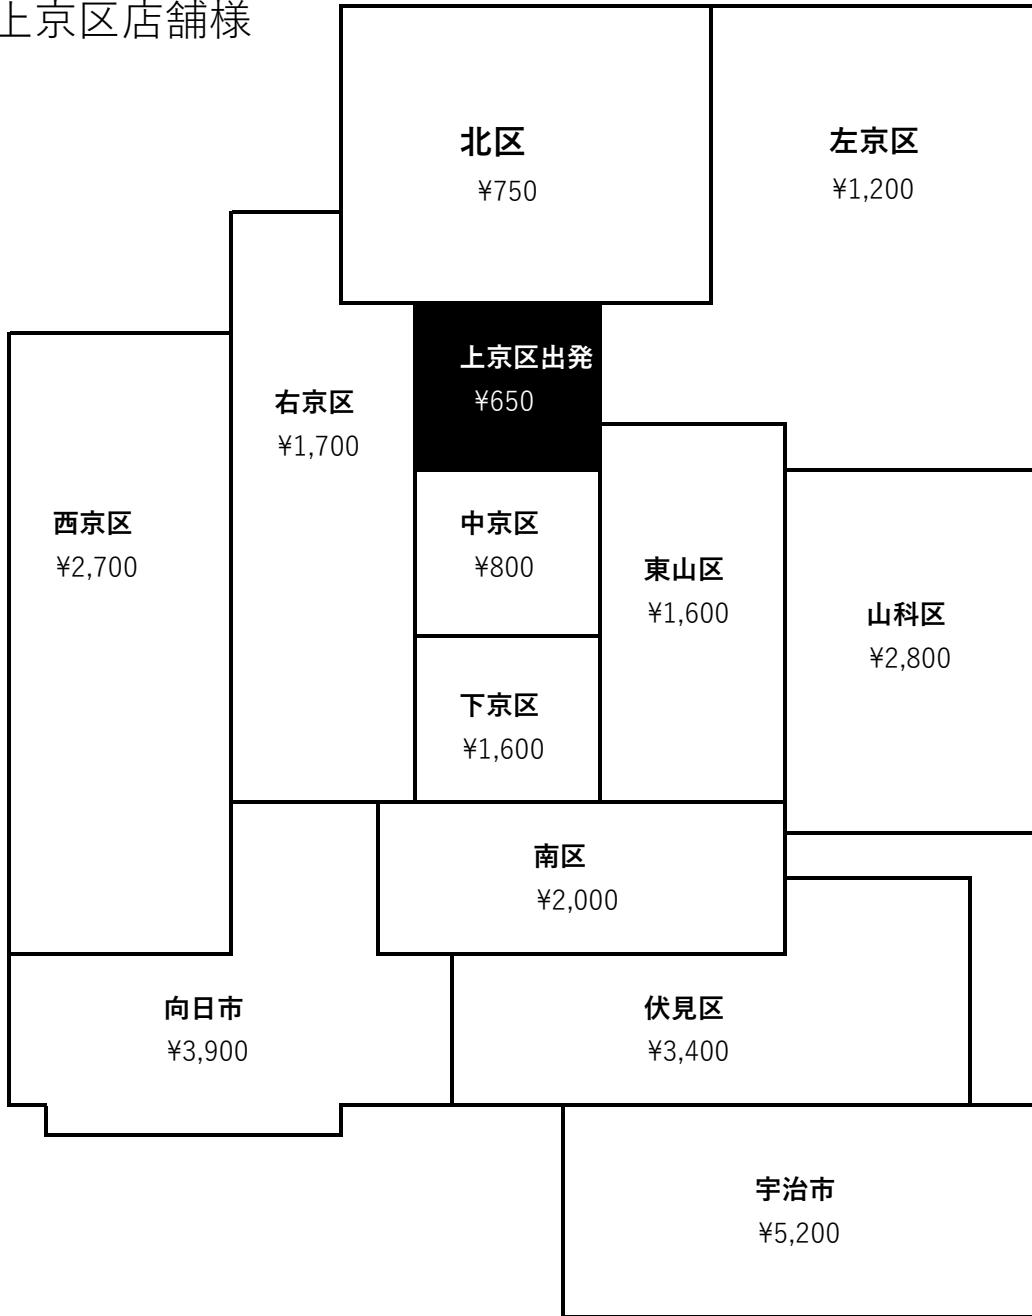 上京区店舗様
北区
¥750
左京区
¥1,200
上京区出発
¥650
右京区
¥1,700
西京区
¥2,700
中京区
¥800
東山区
¥1,600
山科区
¥2,800
下京区
¥1,600
南区
¥2,000
向日市
¥3,900
伏見区
¥3,400
宇治市
¥5,200